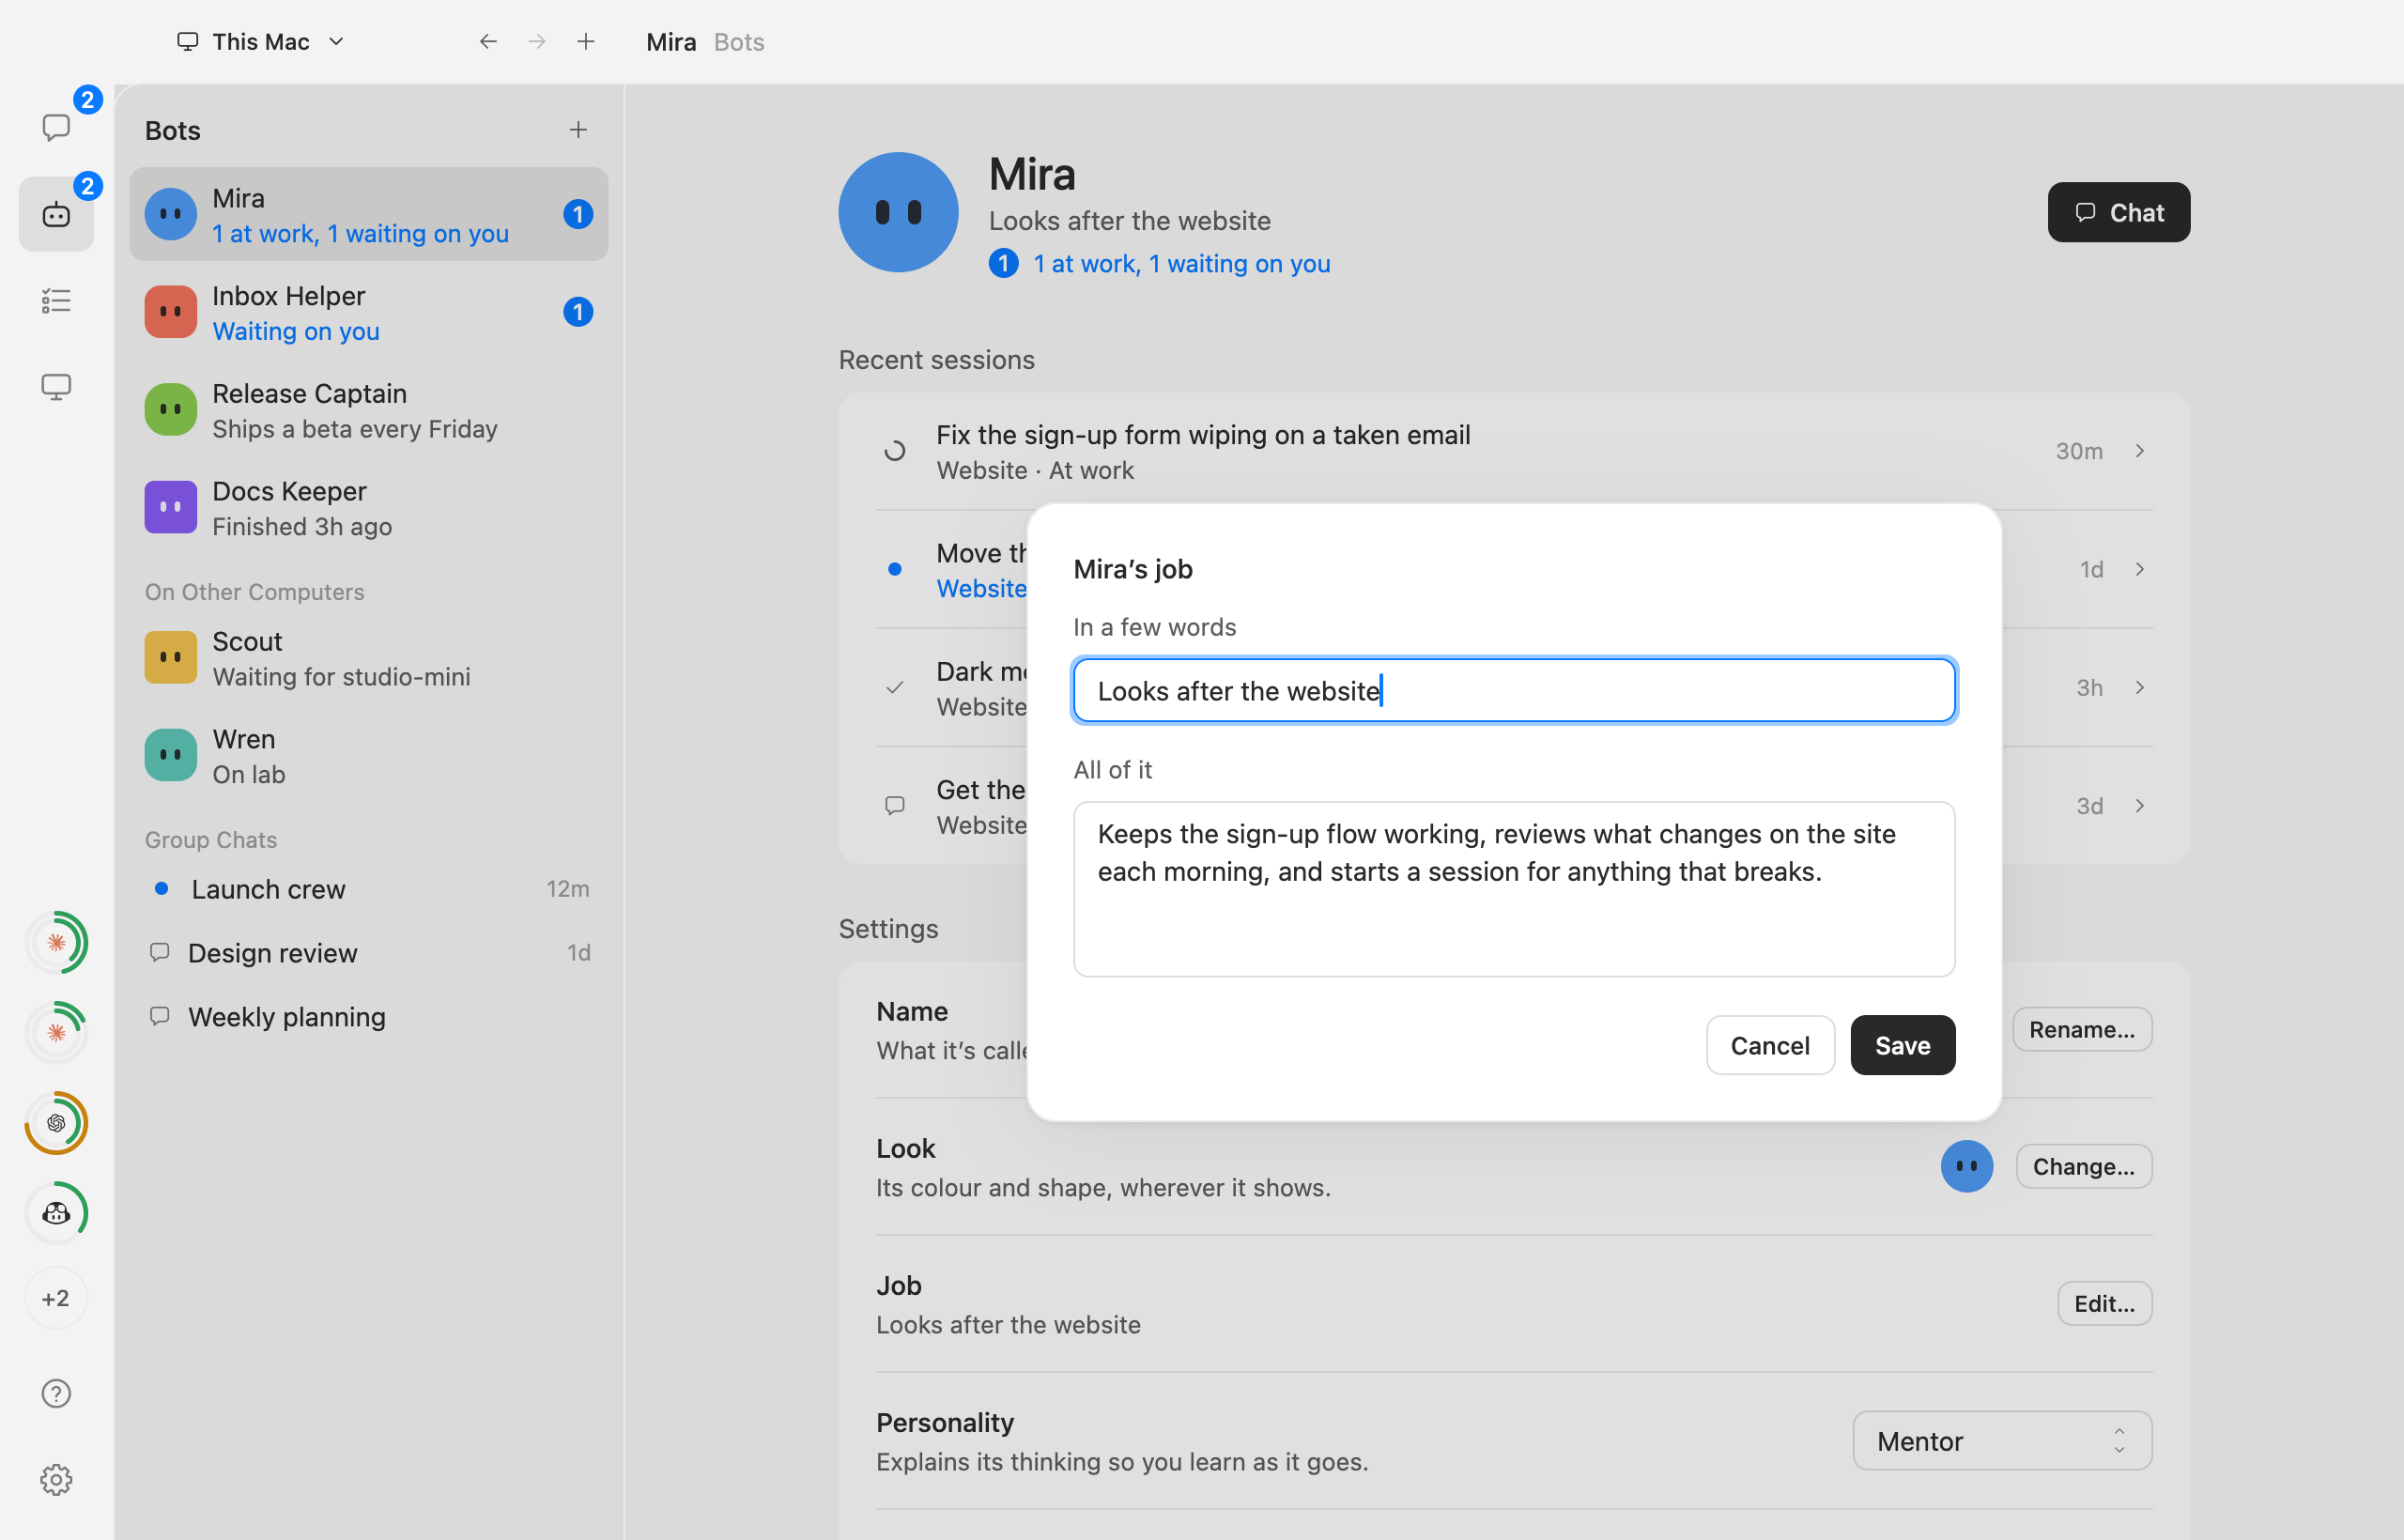 This Mac
Mira Bots
2
2
Bots
Mira
1 at work, 1 waiting on you
1
Inbox Helper
Waiting on you
1
Release Captain
Ships a beta every Friday
Docs Keeper
Finished 3h ago
On Other Computers
Scout
Waiting for studio-mini
Wren
On lab
Group Chats
Launch crew
12m
Design review
1d
Weekly planning
+2
Mira
Looks after the website
1 1 at work, 1 waiting on you
Chat
Recent sessions
Fix the sign-up form wiping on a taken email
Website · At work
30m
Move th
Website
1d
Dark mo
Website
3h
Get the
Website
3d
Mira’s job
In a few words
Looks after the website
All of it
Keeps the sign-up flow working, reviews what changes on the site
each morning, and starts a session for anything that breaks.
Cancel
Save
Settings
Name
What it’s calle
Rename...
Look
Its colour and shape, wherever it shows.
Change...
Job
Looks after the website
Edit...
Personality
Explains its thinking so you learn as it goes.
Mentor